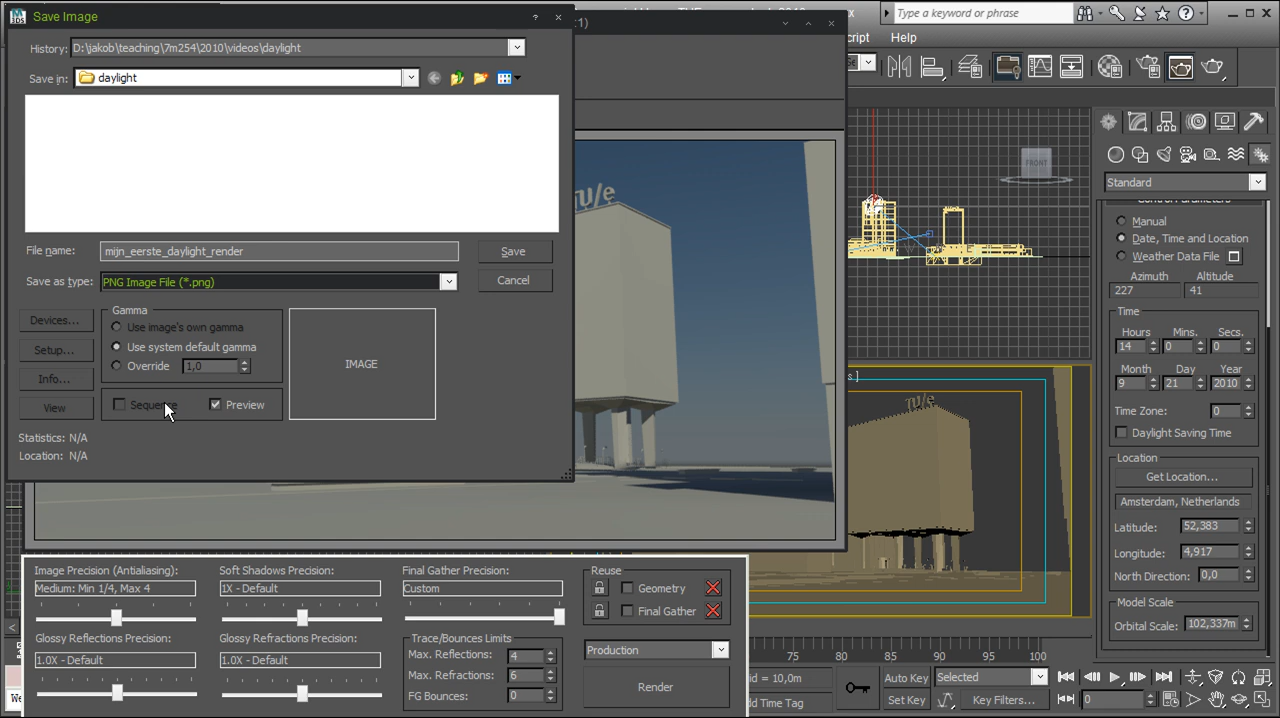 Save Image
:1)
x
Type a keyword or phrase
History: D:\jakob\teaching\7m254\2010\videos\daylight
cript Help
Save in: daylight
Se
FRONT
TU/e
Standard
Control Parameters
Manual
Date, Time and Location
Weather Data File
Azimuth Altitude
227 41
File name: mijn_eerste_daylight_render
Save
Save as type: PNG Image File (*.png)
Cancel
Devices...
Setup...
Info...
View
Gamma
Use image's own gamma
Use system default gamma
Override 1,0
Sequence Preview
IMAGE
Statistics: N/A
Location: N/A
Time
Hours Mins. Secs.
14 0 0
Month Day Year
9 21 2010
Time Zone: 0
Daylight Saving Time
Location
Get Location...
Amsterdam, Netherlands
Latitude: 52,383
Longitude: 4,917
North Direction: 0,0
Model Scale
Orbital Scale: 102,337m
s ]
TU/e
Image Precision (Antialiasing):
Medium: Min 1/4, Max 4
Soft Shadows Precision:
1X - Default
Final Gather Precision:
Custom
Reuse
Geometry
Final Gather
Glossy Reflections Precision:
1.0X - Default
Glossy Refractions Precision:
1.0X - Default
Trace/Bounces Limits
Max. Reflections: 4
Max. Refractions: 6
FG Bounces: 0
Production
Render
75 80 85 90 95 100
We
id = 10,0m
dd Time Tag
Auto Key Selected
Set Key Key Filters...
0